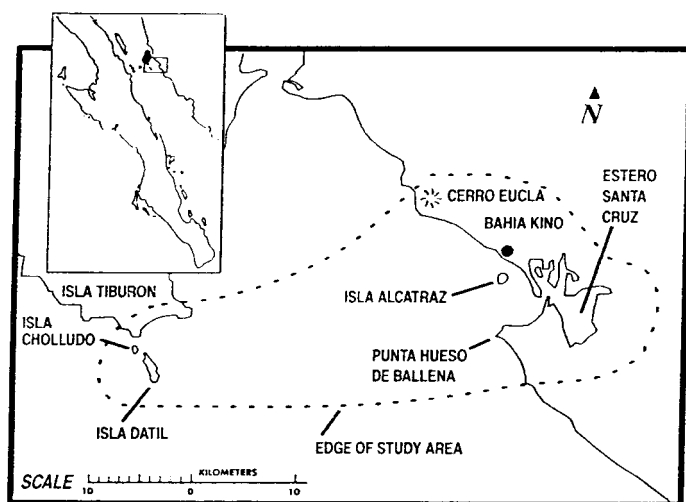 N
ESTERO
SANTA
CRUZ
CERRO EUCLA
BAHIA KINO
ISLA TIBURON
ISLA ALCATRAZ
ISLA
CHOLLUDO
PUNTA HUESO
DE BALLENA
ISLA DATIL
EDGE OF STUDY AREA
SCALE
KILOMETERS
10 0 10